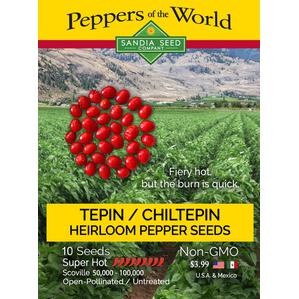 Peppers of the World
SANDIA SEED
COMPANY
Fiery hot,
but the burn is quick.
TEPIN / CHILTEPIN
HEIRLOOM PEPPER SEEDS
10 Seeds
Non-GMO
Super Hot
$3.99
Scoville 50,000 - 100,000
U.S.A. & Mexico
Open-Pollinated / Untreated